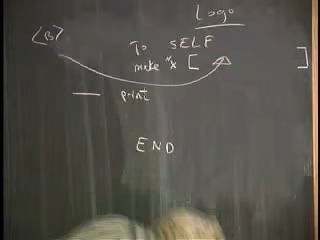 Logo
<B>
To SELF
make "x [ ]
print
END